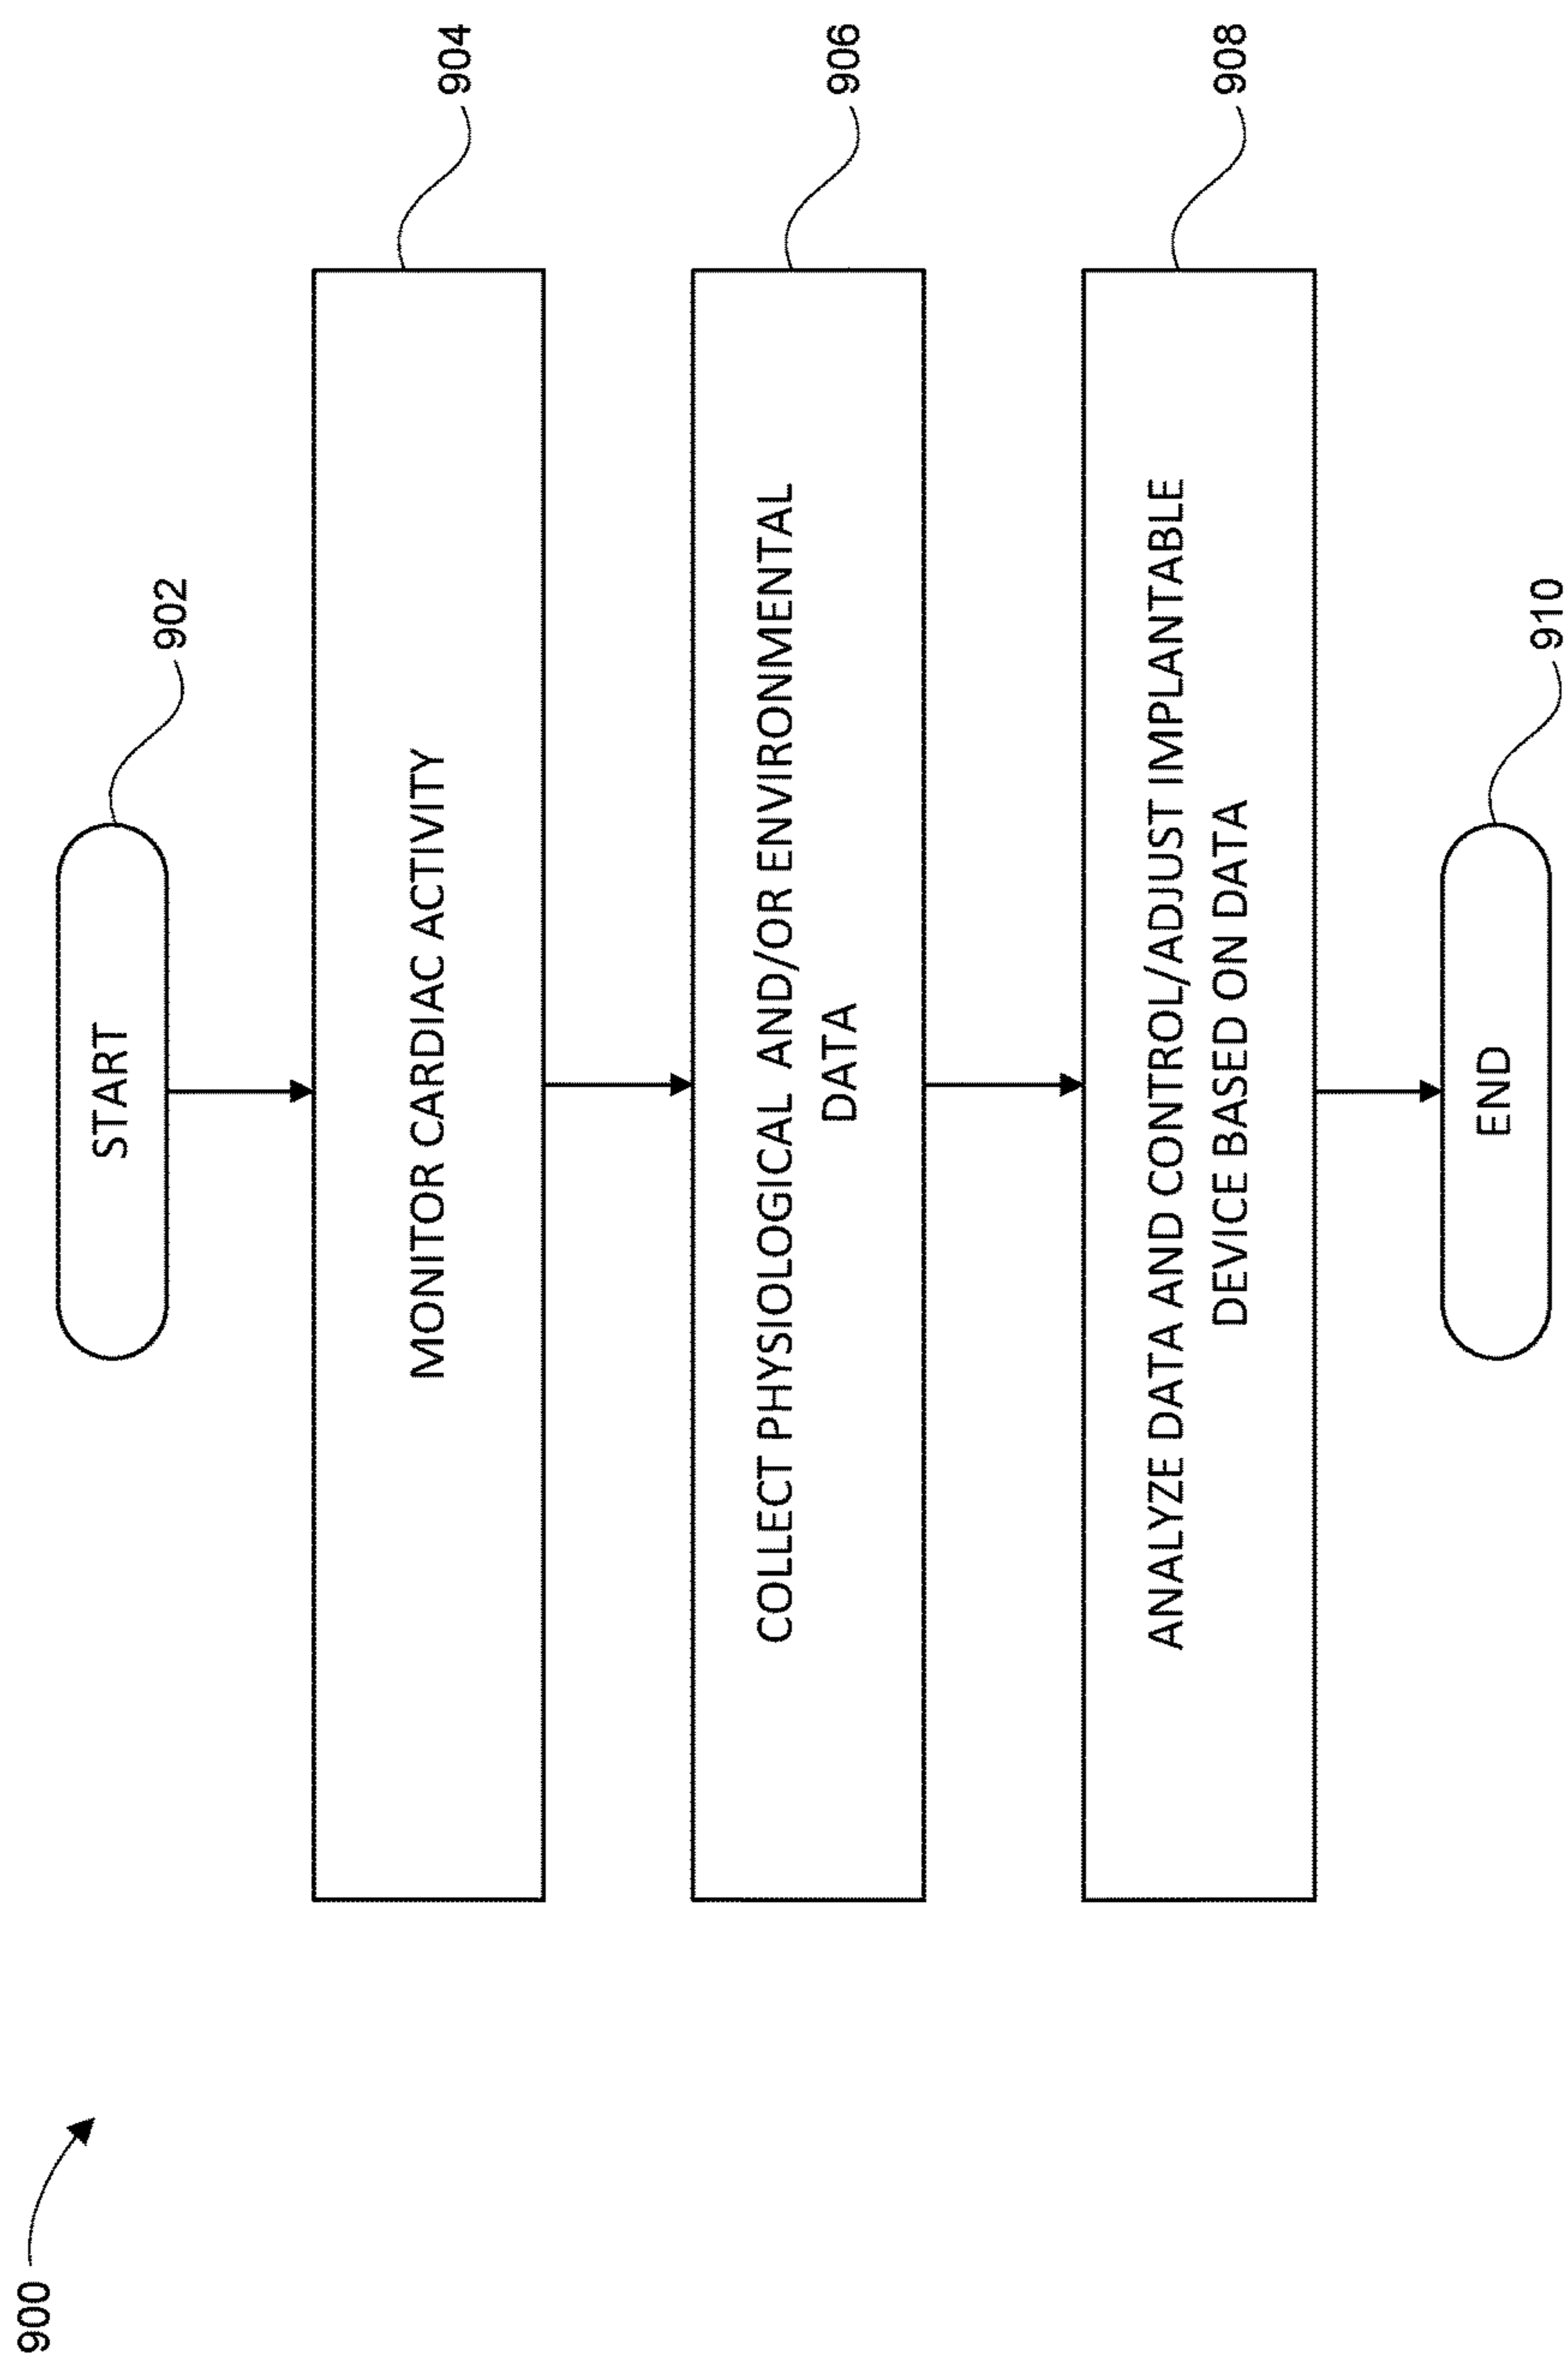 900
START
902
MONITOR CARDIAC ACTIVITY
904
COLLECT PHYSIOLOGICAL AND/OR ENVIRONMENTAL
DATA
906
ANALYZE DATA AND CONTROL/ADJUST IMPLANTABLE
DEVICE BASED ON DATA
908
END
910